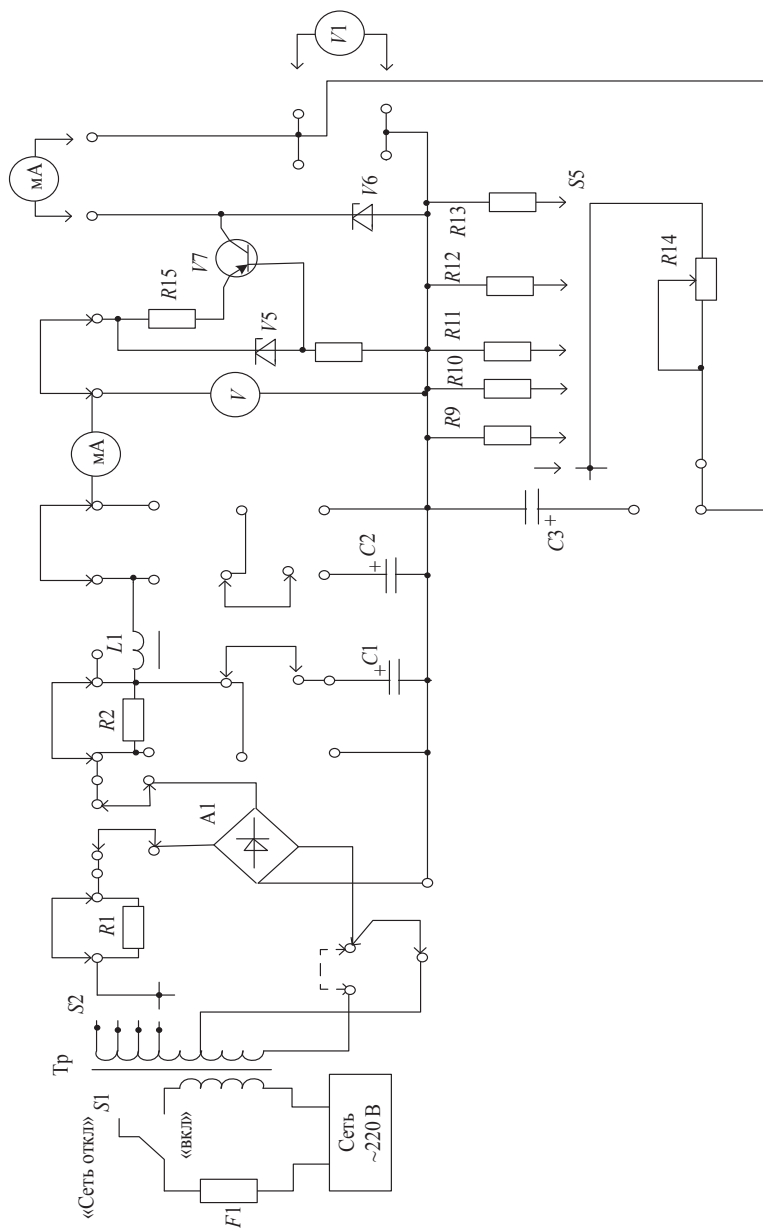 «Сеть откл»
S1
«вкл»
F1
Сеть
~220 В
Тр
S2
R1
А1
R2
L1
+
C1
+
C2
мА
V
R15
V5
V7
V6
мА
V1
R9
R10
R11
R12
R13
S5
C3
+
R14